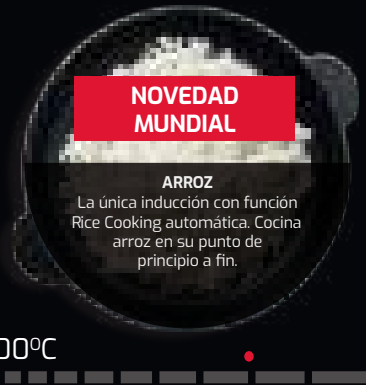 NOVEDAD
MUNDIAL
ARROZ
La única inducción con función
Rice Cooking automática. Cocina
arroz en su punto de
principio a fin.
00ºC